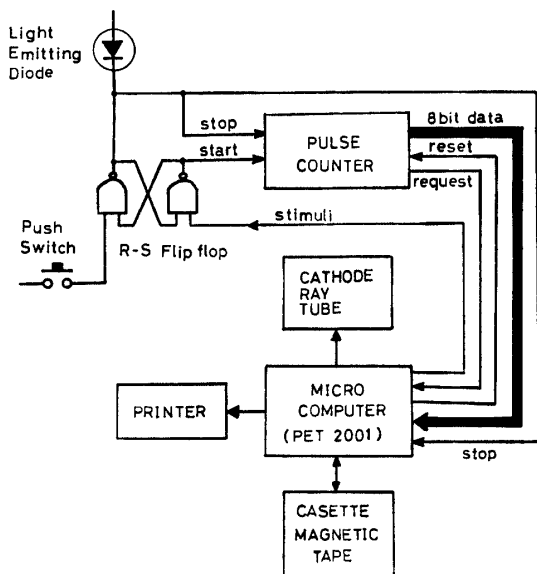 Light
Emitting
Diode
stop
start
PULSE
COUNTER
8bit data
reset
request
stimuli
Push
Switch
R-S Flip flop
CATHODE
RAY
TUBE
PRINTER
MICRO
COMPUTER
(PET 2001)
stop
CASETTE
MAGNETIC
TAPE